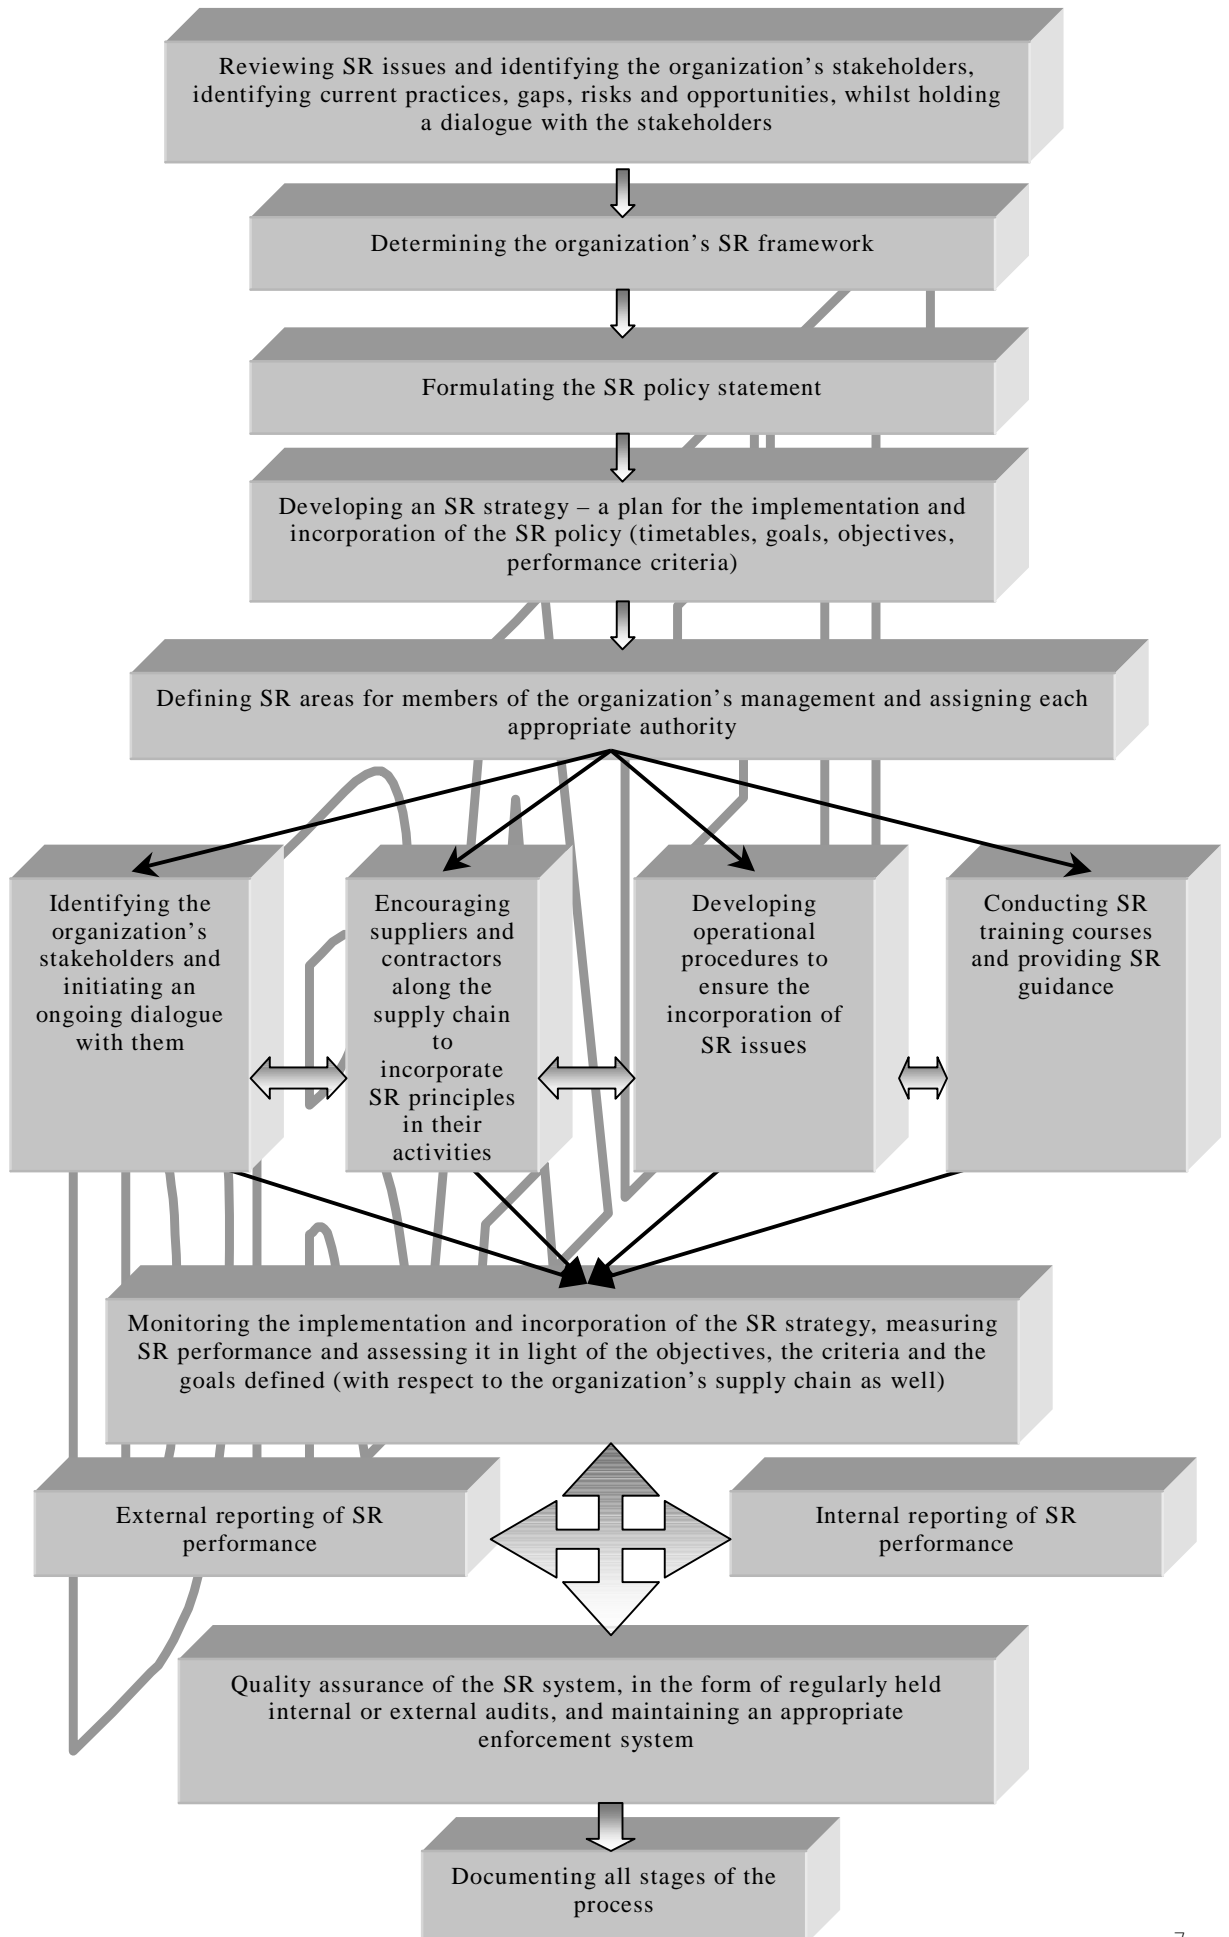 Reviewing SR issues and identifying the organization’s stakeholders,
identifying current practices, gaps, risks and opportunities, whilst holding
a dialogue with the stakeholders
Determining the organization’s SR framework
Formulating the SR policy statement
Developing an SR strategy – a plan for the implementation and
incorporation of the SR policy (timetables, goals, objectives,
performance criteria)
Defining SR areas for members of the organization’s management and assigning each
appropriate authority
Identifying the
organization’s
stakeholders and
initiating an
ongoing dialogue
with them
Encouraging
suppliers and
contractors
along the
supply chain
to
incorporate
SR principles
in their
activities
Developing
operational
procedures to
ensure the
incorporation of
SR issues
Conducting SR
training courses
and providing SR
guidance
Monitoring the implementation and incorporation of the SR strategy, measuring
SR performance and assessing it in light of the objectives, the criteria and the
goals defined (with respect to the organization’s supply chain as well)
External reporting of SR
performance
Internal reporting of SR
performance
Quality assurance of the SR system, in the form of regularly held
internal or external audits, and maintaining an appropriate
enforcement system
Documenting all stages of the
process